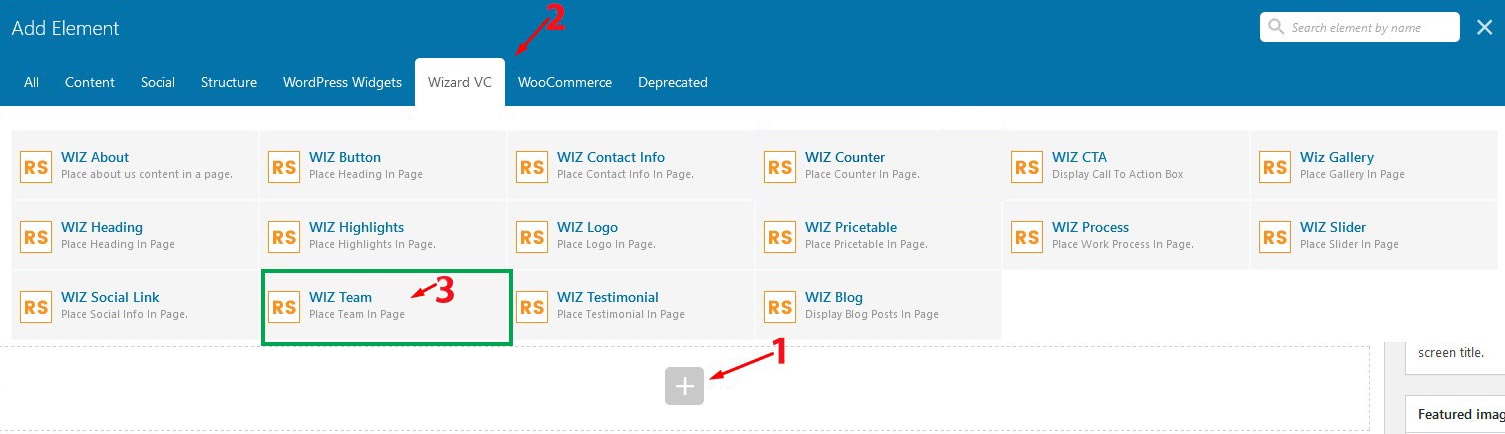 2
Add Element
Search element by name
All Content Social Structure WordPress Widgets Wizard VC WooCommerce Deprecated
RS WIZ About
Place about us content in a page.
RS WIZ Button
Place Heading In Page
RS WIZ Contact Info
Place Contact Info In Page.
RS WIZ Counter
Place Counter In Page.
RS WIZ CTA
Display Call To Action Box
RS Wiz Gallery
Place Gallery In Page
RS WIZ Heading
Place Heading In Page
RS WIZ Highlights
Place Highlights In Page.
RS WIZ Logo
Place Logo In Page.
RS WIZ Pricetable
Place Pricetable In Page.
RS WIZ Process
Place Work Process In Page.
RS WIZ Slider
Place Slider In Page
RS WIZ Social Link
Place Social Info In Page.
RS WIZ Team
Place Team In Page
3
RS WIZ Testimonial
Place Testimonial In Page
RS WIZ Blog
Display Blog Posts In Page
1
screen title.
Featured imag